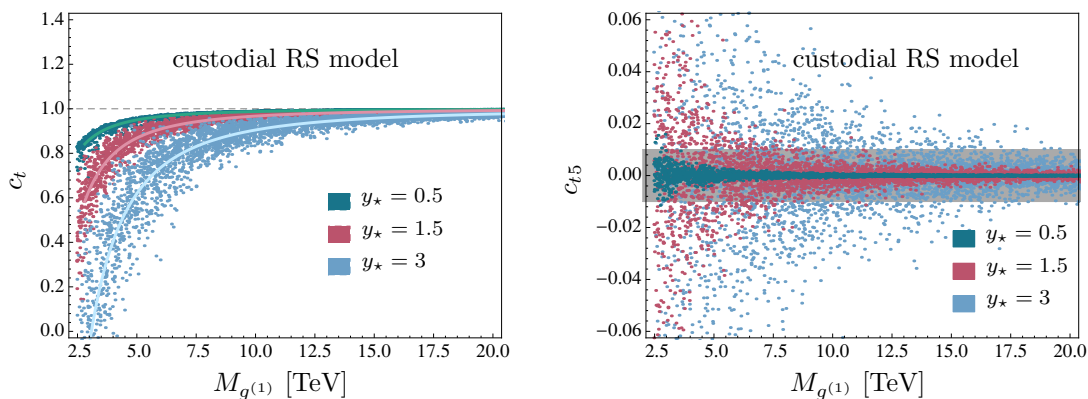 1.4
1.2
1.0
0.8
0.6
0.4
0.2
0.0
c_t
custodial RS model
y⋆ = 0.5
y⋆ = 1.5
y⋆ = 3
2.5 5.0 7.5 10.0 12.5 15.0 17.5 20.0
M_{g^{(1)}} [TeV]
0.06
0.04
0.02
0.00
−0.02
−0.04
−0.06
c_{t5}
custodial RS model
y⋆ = 0.5
y⋆ = 1.5
y⋆ = 3
2.5 5.0 7.5 10.0 12.5 15.0 17.5 20.0
M_{g^{(1)}} [TeV]